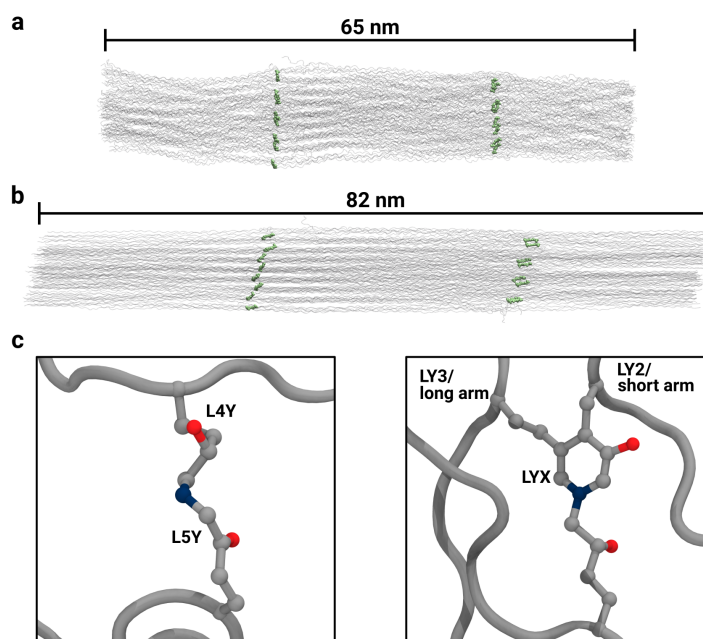 a
65 nm
b
82 nm
c
L4Y
L5Y
LY3/
long arm
LY2/
short arm
LYX